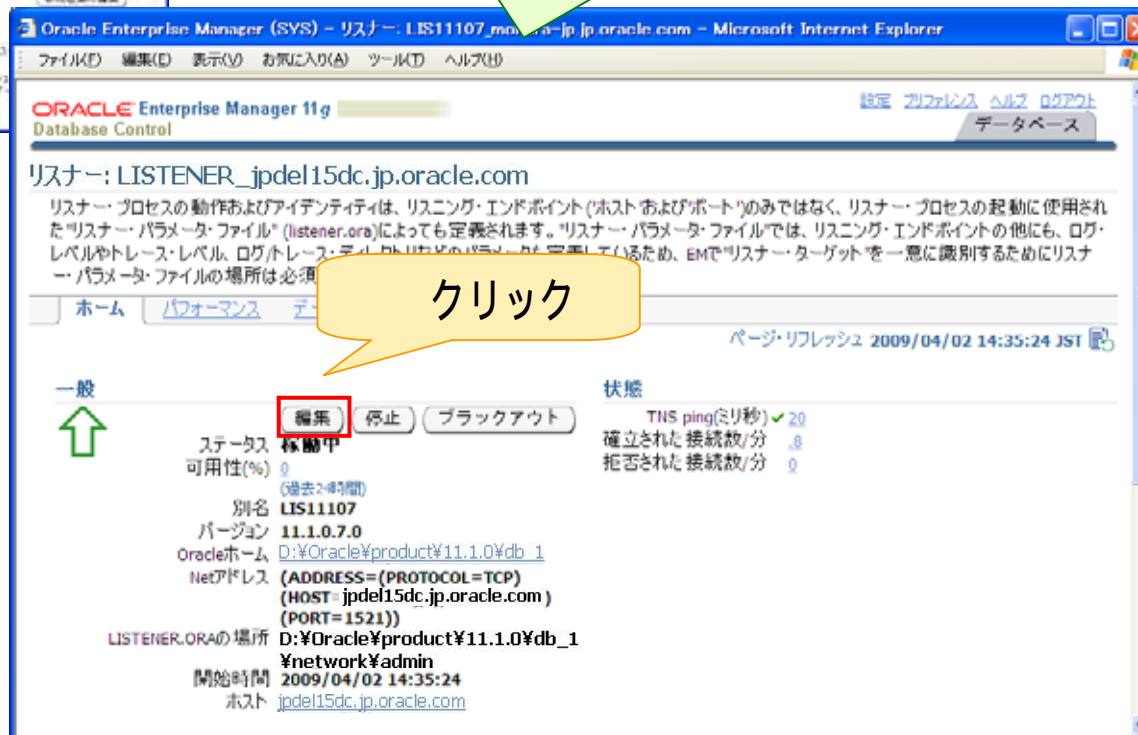 Oracle Enterprise Manager (SYS) - リスナー: LIS11107_ - Microsoft Internet Explorer
ファイル(F) 編集(E) 表示(V) お気に入り(A) ツール(T) ヘルプ(H)
ORACLE Enterprise Manager 11g
Database Control
設定 プリファレンス ヘルプ ログアウト
データベース
リスナー: LISTENER_jpdel15dc.jp.oracle.com
リスナー・プロセスの動作およびアイデンティティは、リスニング・エンドポイント('ホスト'および'ポート')のみではなく、リスナー・プロセスの起動に使用され
た"リスナー・パラメータ・ファイル" (listener.ora)によっても定義されます。"リスナー・パラメータ・ファイル"では、リスニング・エンドポイントの他にも、ログ・
レベルやトレース・レベル、ログ/トレース・ディレクトリなどのパラメータも定義しているため、EMで"リスナー・ターゲット"を一意に識別するためにリスナ
ー・パラメータ・ファイルの場所は必須
クリック
ホーム パフォーマンス
ページ・リフレッシュ 2009/04/02 14:35:24 JST
一般
編集 停止 ブラックアウト
ステータス 稼働中
可用性(%) 0
(過去24時間)
別名 LIS11107
バージョン 11.1.0.7.0
Oracleホーム D:¥Oracle¥product¥11.1.0¥db_1
Netアドレス (ADDRESS=(PROTOCOL=TCP)
(HOST=jpdel15dc.jp.oracle.com)
(PORT=1521))
LISTENER.ORAの場所 D:¥Oracle¥product¥11.1.0¥db_1
¥network¥admin
開始時間 2009/04/02 14:35:24
ホスト jpdel15dc.jp.oracle.com
状態
TNS ping(ミリ秒) 20
確立された接続数/分 .8
拒否された接続数/分 0